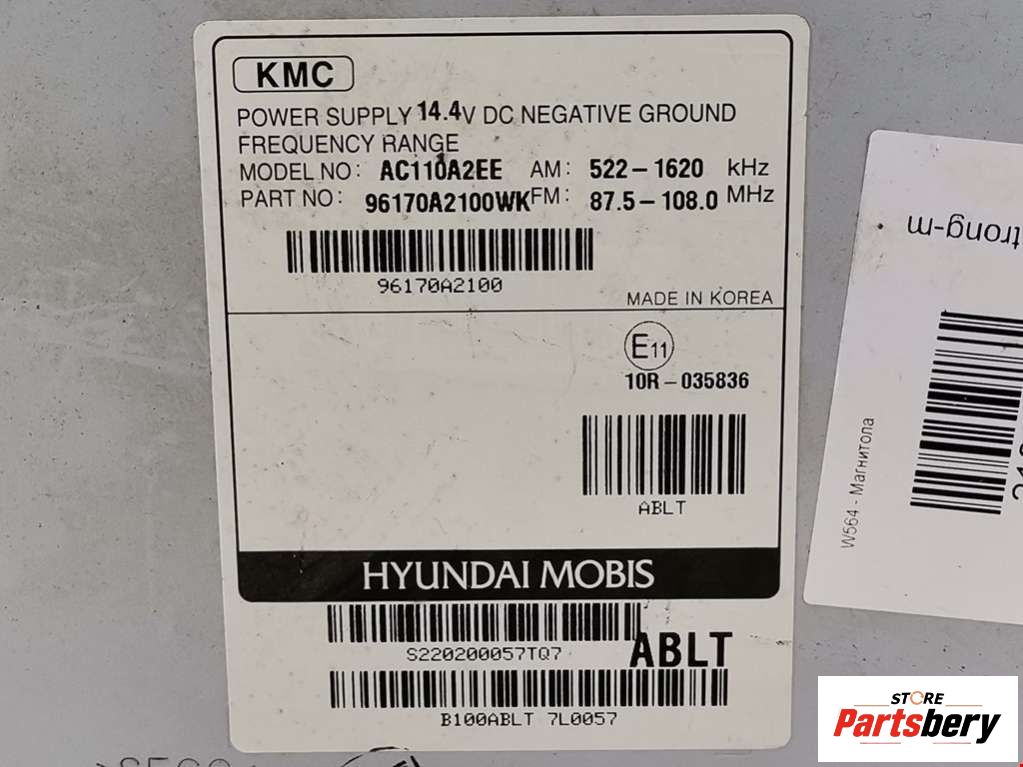 KMC
POWER SUPPLY 14.4V DC NEGATIVE GROUND
FREQUENCY RANGE
MODEL NO: AC110A2EE AM: 522-1620 kHz
PART NO: 96170A2100WK FM: 87.5-108.0 MHz
96170A2100
MADE IN KOREA
E11
10R-035836
ABLT
HYUNDAI MOBIS
S220200057TQ7
ABLT
B100ABLT 7L0057
trong-m
W564 - Магнитола
STORE
Partsbery